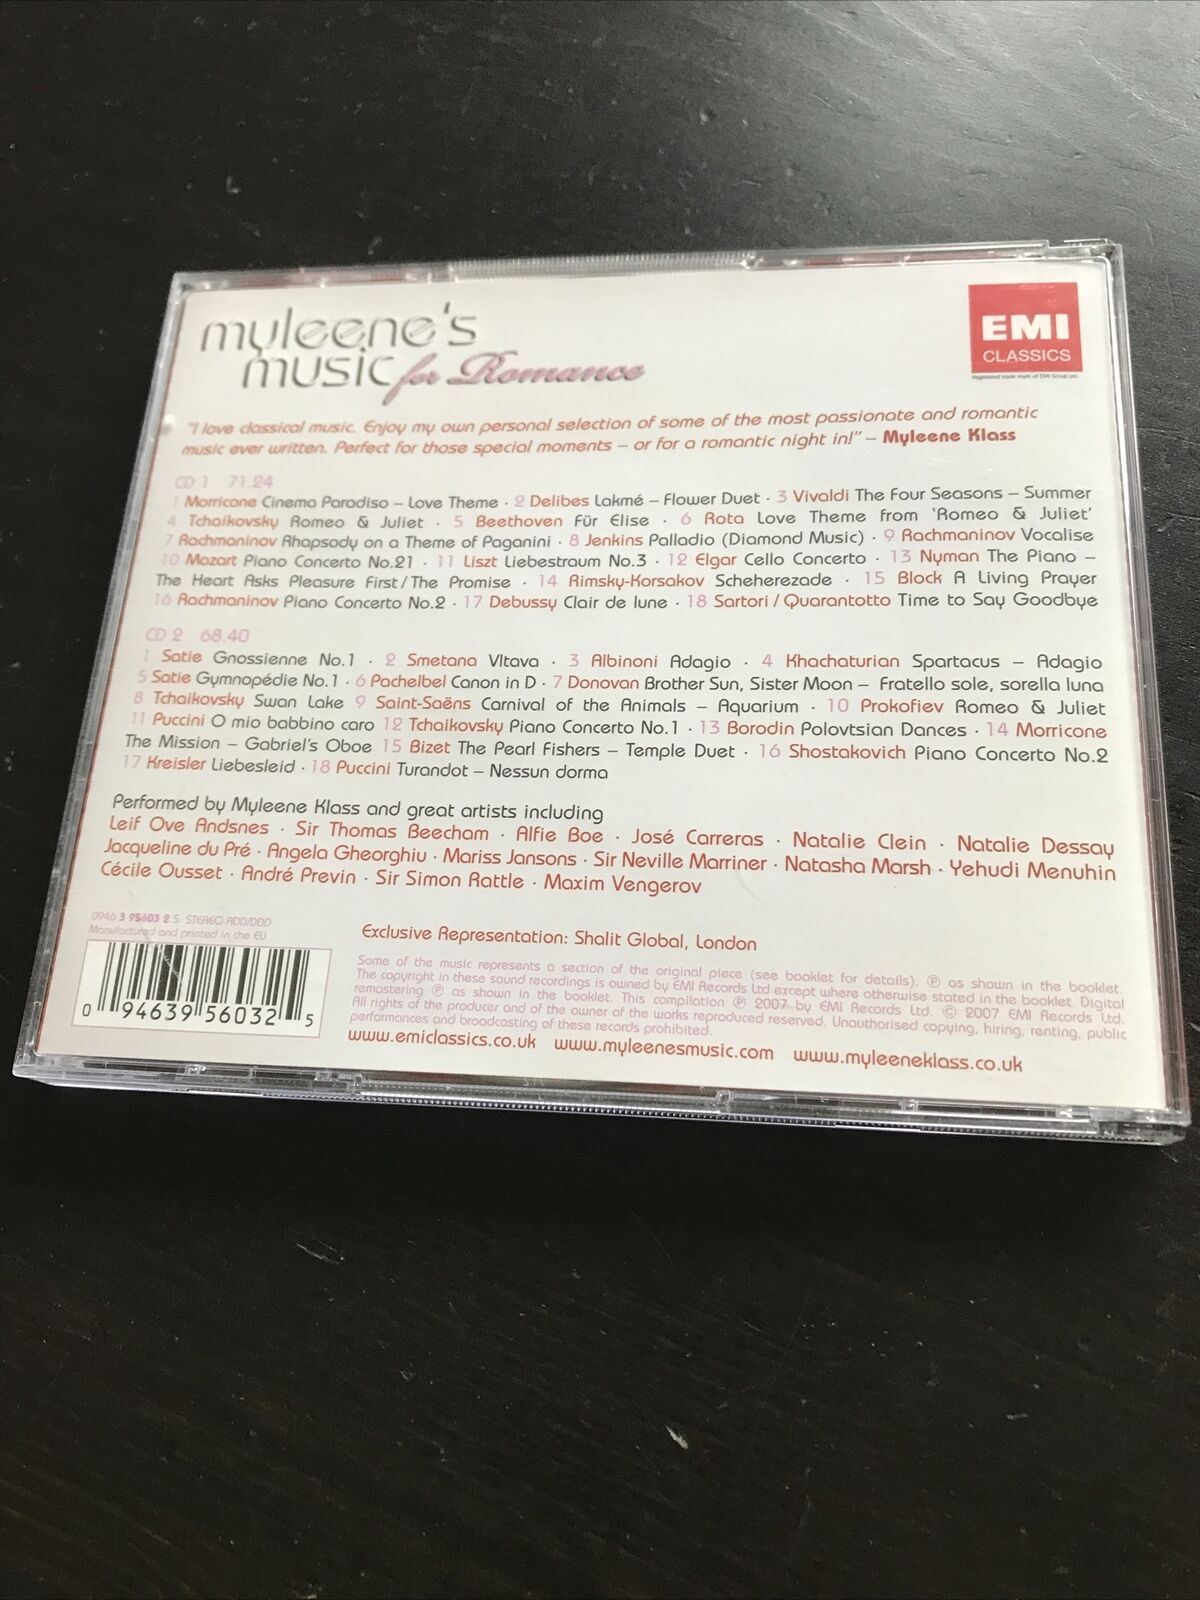 myleene's
music for Romance
EMI
CLASSICS
Registered trade mark of EMI Group plc.
"I love classical music. Enjoy my own personal selection of some of the most passionate and romantic
music ever written. Perfect for those special moments – or for a romantic night in!" – Myleene Klass
CD 1 71.24
1 Morricone Cinema Paradiso – Love Theme · 2 Delibes Lakmé – Flower Duet · 3 Vivaldi The Four Seasons – Summer
4 Tchaikovsky Romeo & Juliet · 5 Beethoven Für Elise · 6 Rota Love Theme from 'Romeo & Juliet'
7 Rachmaninov Rhapsody on a Theme of Paganini · 8 Jenkins Palladio (Diamond Music) · 9 Rachmaninov Vocalise
10 Mozart Piano Concerto No.21 · 11 Liszt Liebestraum No.3 · 12 Elgar Cello Concerto · 13 Nyman The Piano –
The Heart Asks Pleasure First / The Promise · 14 Rimsky-Korsakov Scheherezade · 15 Block A Living Prayer
16 Rachmaninov Piano Concerto No.2 · 17 Debussy Clair de lune · 18 Sartori / Quarantotto Time to Say Goodbye
CD 2 68.40
1 Satie Gnossienne No.1 · 2 Smetana Vltava · 3 Albinoni Adagio · 4 Khachaturian Spartacus – Adagio
5 Satie Gymnopédie No.1 · 6 Pachelbel Canon in D · 7 Donovan Brother Sun, Sister Moon – Fratello sole, sorella luna
8 Tchaikovsky Swan Lake 9 Saint-Saëns Carnival of the Animals – Aquarium · 10 Prokofiev Romeo & Juliet
11 Puccini O mio babbino caro 12 Tchaikovsky Piano Concerto No.1 · 13 Borodin Polovtsian Dances · 14 Morricone
The Mission – Gabriel's Oboe 15 Bizet The Pearl Fishers – Temple Duet · 16 Shostakovich Piano Concerto No.2
17 Kreisler Liebesleid · 18 Puccini Turandot – Nessun dorma
Performed by Myleene Klass and great artists including
Leif Ove Andsnes · Sir Thomas Beecham · Alfie Boe · José Carreras · Natalie Clein · Natalie Dessay
Jacqueline du Pré · Angela Gheorghiu · Mariss Jansons · Sir Neville Marriner · Natasha Marsh · Yehudi Menuhin
Cécile Ousset · André Previn · Sir Simon Rattle · Maxim Vengerov
0946 3 95603 2 5 STEREO ADD/DDD
Manufactured and printed in the EU
0 94639 56032 5
Exclusive Representation: Shalit Global, London
Some of the music represents a section of the original piece (see booklet for details). ℗ as shown in the booklet.
The copyright in these sound recordings is owned by EMI Records Ltd except where otherwise stated in the booklet. Digital
remastering ℗ as shown in the booklet. This compilation ℗ 2007 by EMI Records Ltd. © 2007 EMI Records Ltd.
All rights of the producer and of the owner of the works reproduced reserved. Unauthorised copying, hiring, renting, public
performances and broadcasting of these records prohibited.
www.emiclassics.co.uk www.myleenesmusic.com www.myleeneklass.co.uk